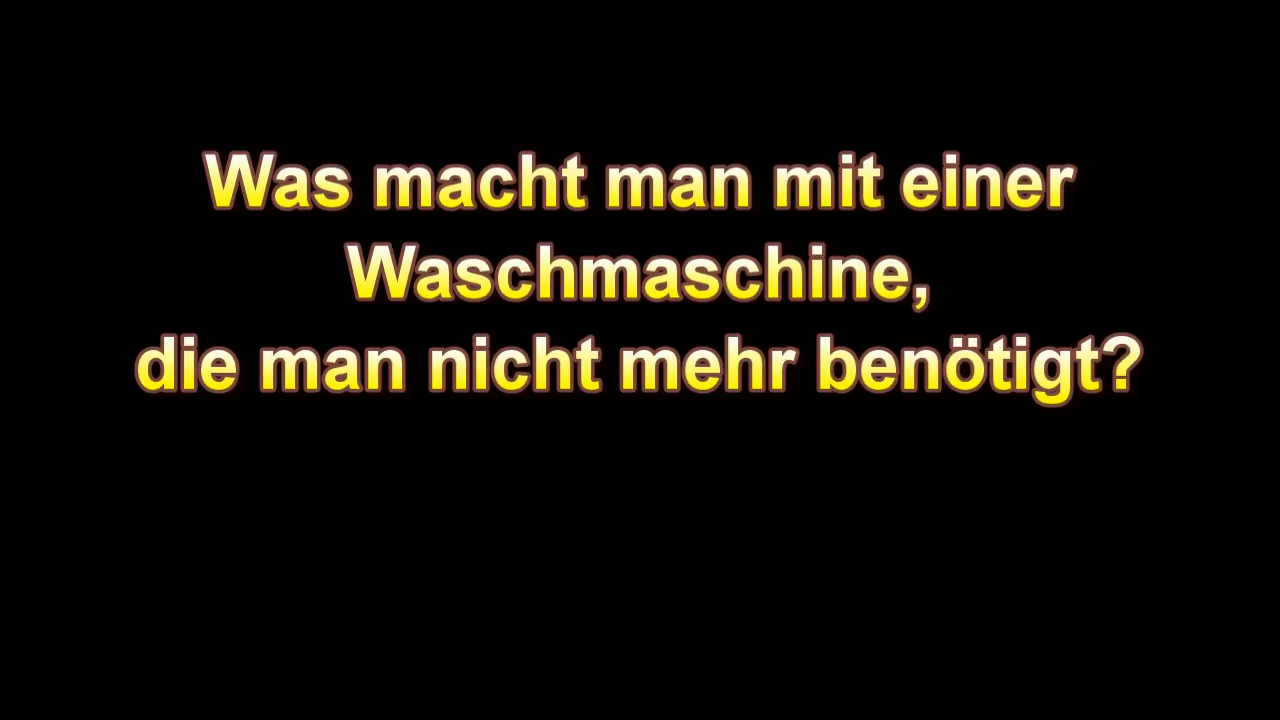 Was macht man mit einer
Waschmaschine,
die man nicht mehr benötigt?